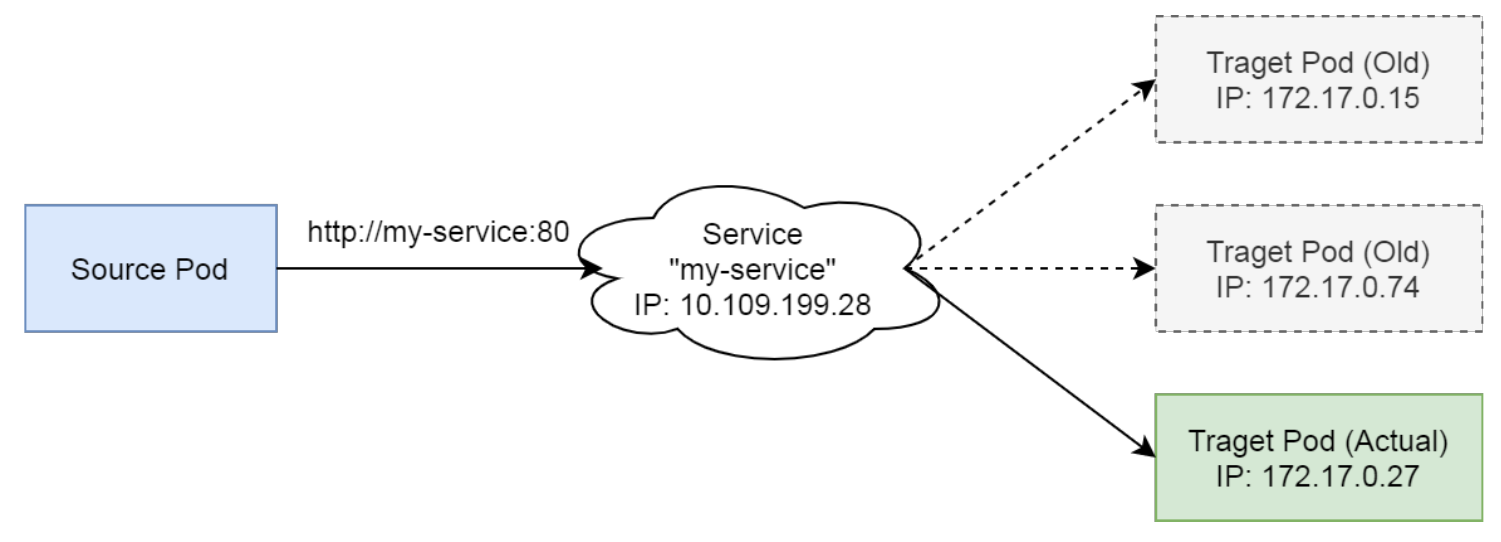 Traget Pod (Old)
IP: 172.17.0.15
http://my-service:80
Source Pod
Service
"my-service"
IP: 10.109.199.28
Traget Pod (Old)
IP: 172.17.0.74
Traget Pod (Actual)
IP: 172.17.0.27